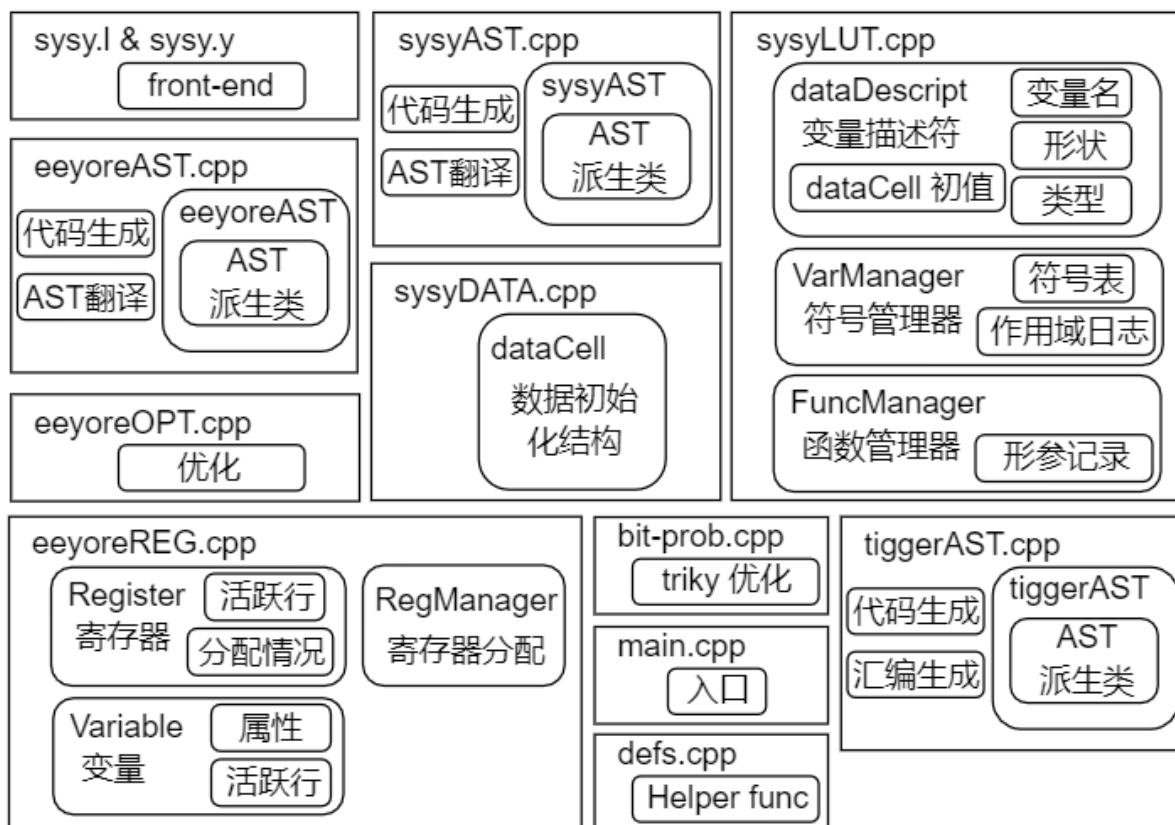 sysy.l & sysy.y
front-end
eeyoreAST.cpp
代码生成
AST翻译
eeyoreAST
AST
派生类
eeyoreOPT.cpp
优化
sysyAST.cpp
代码生成
AST翻译
sysyAST
AST
派生类
sysyDATA.cpp
dataCell
数据初始
化结构
sysyLUT.cpp
dataDescript
变量描述符
dataCell 初值
变量名
形状
类型
VarManager
符号管理器
符号表
作用域日志
FuncManager
函数管理器
形参记录
eeyoreREG.cpp
Register
寄存器
活跃行
分配情况
RegManager
寄存器分配
Variable
变量
属性
活跃行
bit-prob.cpp
triky 优化
main.cpp
入口
defs.cpp
Helper func
tiggerAST.cpp
代码生成
汇编生成
tiggerAST
AST
派生类